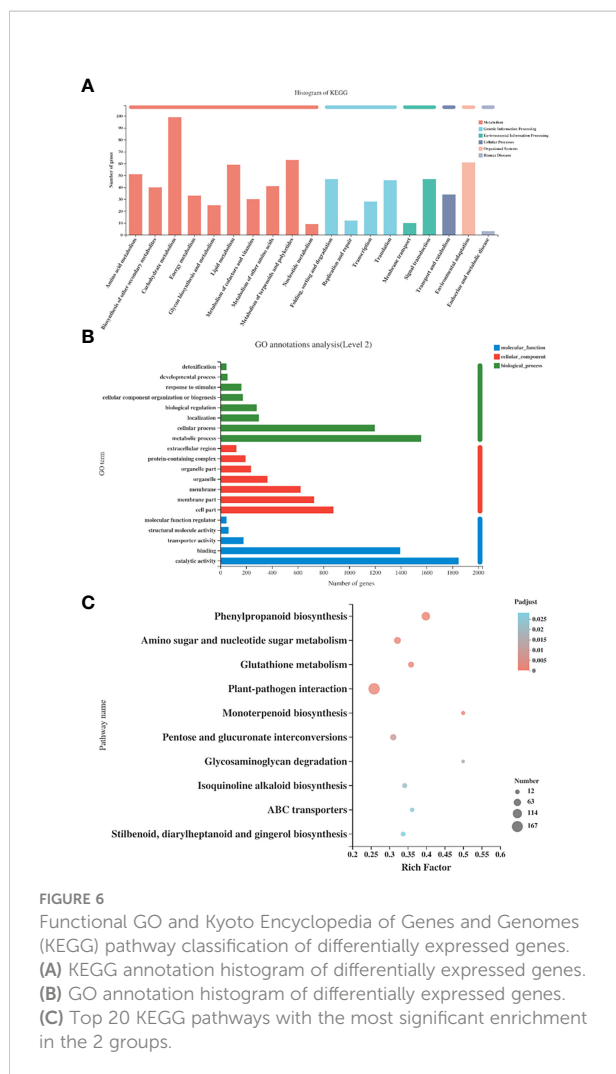 A
Histogram of KEGG
Number of genes
100
90
80
70
60
50
40
30
20
10
0
Metabolism
Genetic Information Processing
Environmental Information Processing
Cellular Processes
Organismal Systems
Human Diseases
Amino acid metabolism
Biosynthesis of other secondary metabolites
Carbohydrate metabolism
Energy metabolism
Glycan biosynthesis and metabolism
Lipid metabolism
Metabolism of cofactors and vitamins
Metabolism of other amino acids
Metabolism of terpenoids and polyketides
Nucleotide metabolism
Folding, sorting and degradation
Replication and repair
Transcription
Translation
Membrane transport
Signal transduction
Transport and catabolism
Environmental adaptation
Endocrine and metabolic disease
B
GO annotations analysis(Level 2)
molecular_function
cellular_component
biological_process
GO term
detoxification
developmental process
response to stimulus
cellular component organization or biogenesis
biological regulation
localization
cellular process
metabolic process
extracellular region
protein-containing complex
organelle part
organelle
membrane
membrane part
cell part
molecular function regulator
structural molecule activity
transporter activity
binding
catalytic activity
0 200 400 600 800 1000 1200 1400 1600 1800 2000
Number of genes
C
Pathway name
Phenylpropanoid biosynthesis
Amino sugar and nucleotide sugar metabolism
Glutathione metabolism
Plant-pathogen interaction
Monoterpenoid biosynthesis
Pentose and glucuronate interconversions
Glycosaminoglycan degradation
Isoquinoline alkaloid biosynthesis
ABC transporters
Stilbenoid, diarylheptanoid and gingerol biosynthesis
0.2 0.25 0.3 0.35 0.4 0.45 0.5 0.55 0.6
Rich Factor
Padjust
0.025
0.02
0.015
0.01
0.005
0
Number
12
63
114
167
FIGURE 6
Functional GO and Kyoto Encyclopedia of Genes and Genomes
(KEGG) pathway classification of differentially expressed genes.
(A) KEGG annotation histogram of differentially expressed genes.
(B) GO annotation histogram of differentially expressed genes.
(C) Top 20 KEGG pathways with the most significant enrichment
in the 2 groups.